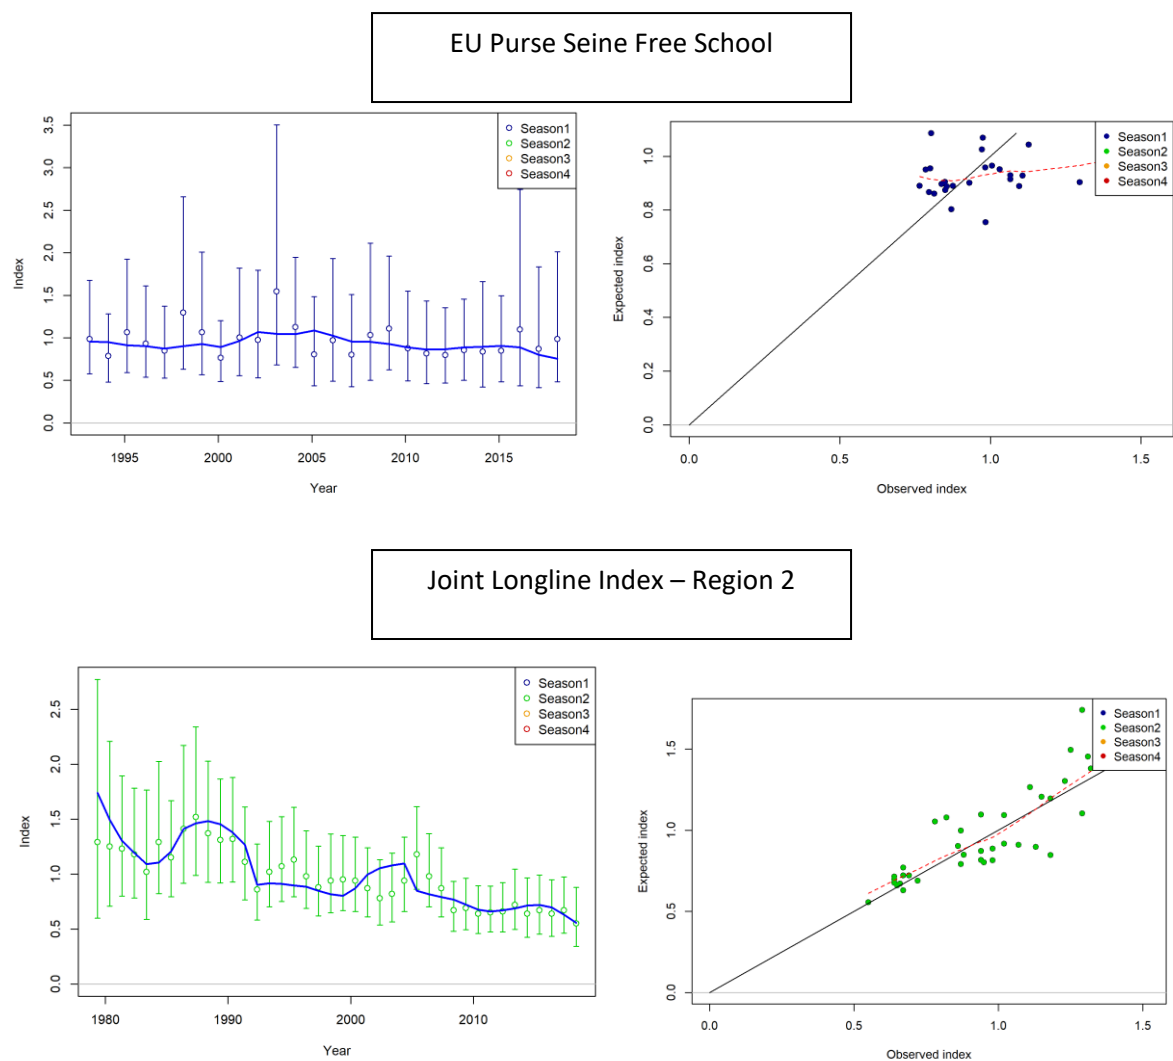 EU Purse Seine Free School
Index
3.5
3.0
2.5
2.0
1.5
1.0
0.5
0.0
Season1
Season2
Season3
Season4
1995
2000
2005
2010
2015
Year
Expected index
1.0
0.8
0.6
0.4
0.2
0.0
Season1
Season2
Season3
Season4
0.0
0.5
1.0
1.5
Observed index
Joint Longline Index – Region 2
Index
2.5
2.0
1.5
1.0
0.5
0.0
Season1
Season2
Season3
Season4
1980
1990
2000
2010
Year
Expected index
1.5
1.0
0.5
0.0
Season1
Season2
Season3
Season4
0.0
0.5
1.0
1.5
Observed index